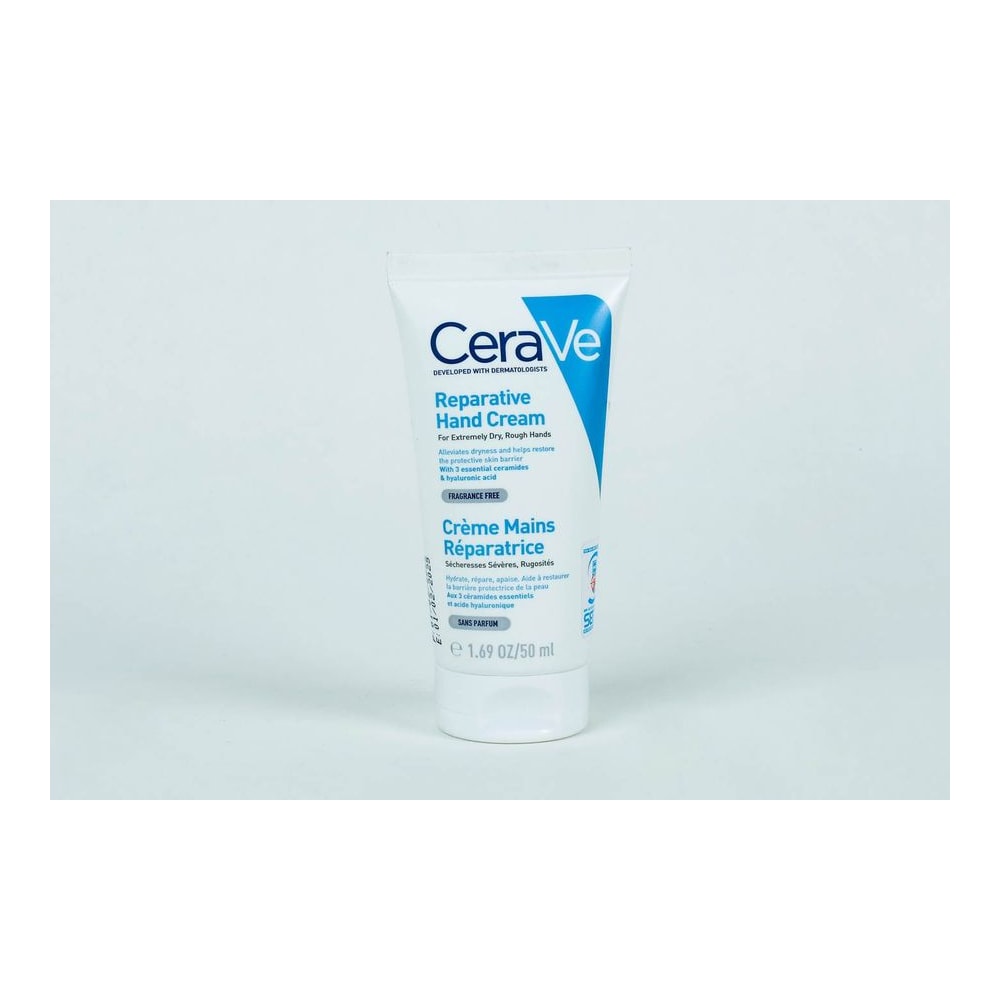 CeraVe
DEVELOPED WITH DERMATOLOGISTS
Reparative
Hand Cream
For Extremely Dry, Rough Hands
Alleviates dryness and helps restore
the protective skin barrier
With 3 essential ceramides
& hyaluronic acid
FRAGRANCE FREE
Crème Mains
Réparatrice
Sécheresses Sévères, Rugosités
Hydrate, répare, apaise. Aide à restaurer
la barrière protectrice de la peau
Aux 3 céramides essentiels
et acide hyaluronique
SANS PARFUM
℮ 1.69 OZ/50 ml
E:01/02/2025